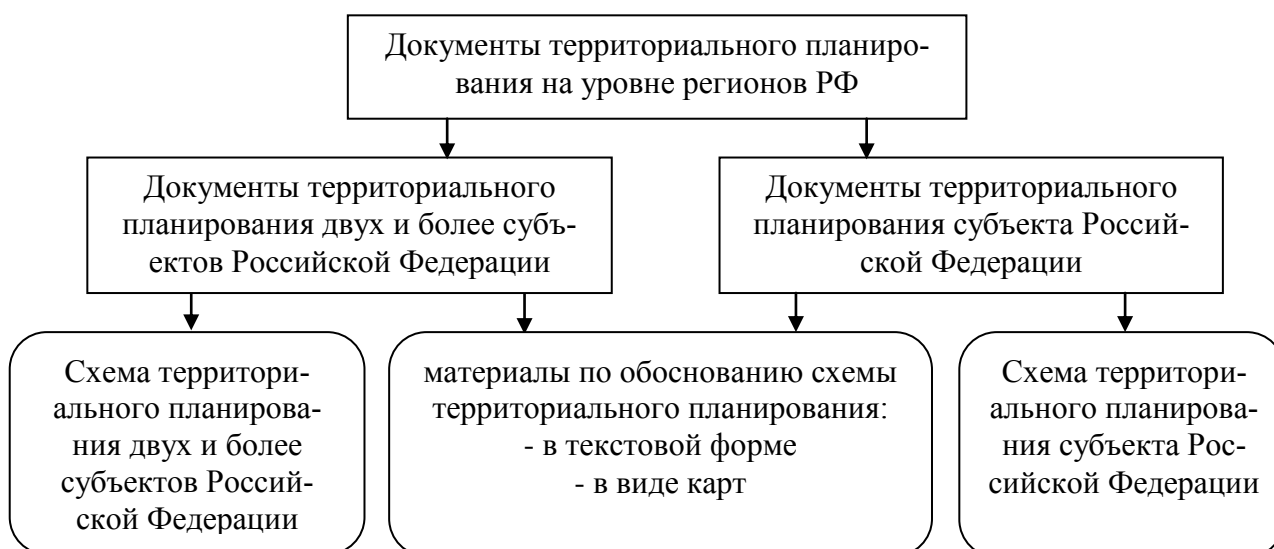 Документы территориального планиро-
вания на уровне регионов РФ
Документы территориального
планирования двух и более субъ-
ектов Российской Федерации
Документы территориального
планирования субъекта Россий-
ской Федерации
Схема территори-
ального планирова-
ния двух и более
субъектов Россий-
ской Федерации
материалы по обоснованию схемы
территориального планирования:
- в текстовой форме
- в виде карт
Схема территори-
ального планирова-
ния субъекта Рос-
сийской Федерации